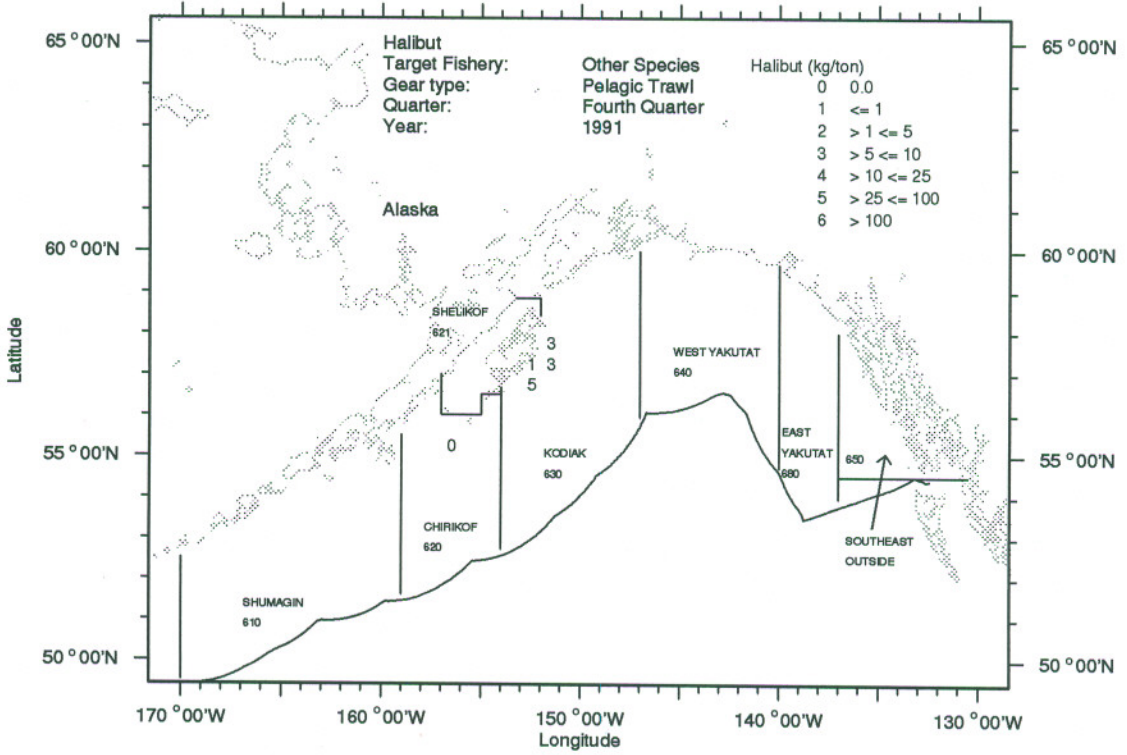 65 °00'N
60 °00'N
55 °00'N
50 °00'N
Latitude
Halibut
Target Fishery: Other Species
Gear type: Pelagic Trawl
Quarter: Fourth Quarter
Year: 1991
Halibut (kg/ton)
0 0.0
1 <= 1
2 > 1 <= 5
3 > 5 <= 10
4 > 10 <= 25
5 > 25 <= 100
6 > 100
65 °00'N
60 °00'N
55 °00'N
50 °00'N
Alaska
SHELIKOF
621
3
1 3
5
0
WEST YAKUTAT
640
KODIAK
630
EAST
YAKUTAT
680
650
CHIRIKOF
620
SOUTHEAST
OUTSIDE
SHUMAGIN
610
170 °00'W 160 °00'W 150 °00'W 140 °00'W 130 °00'W
Longitude